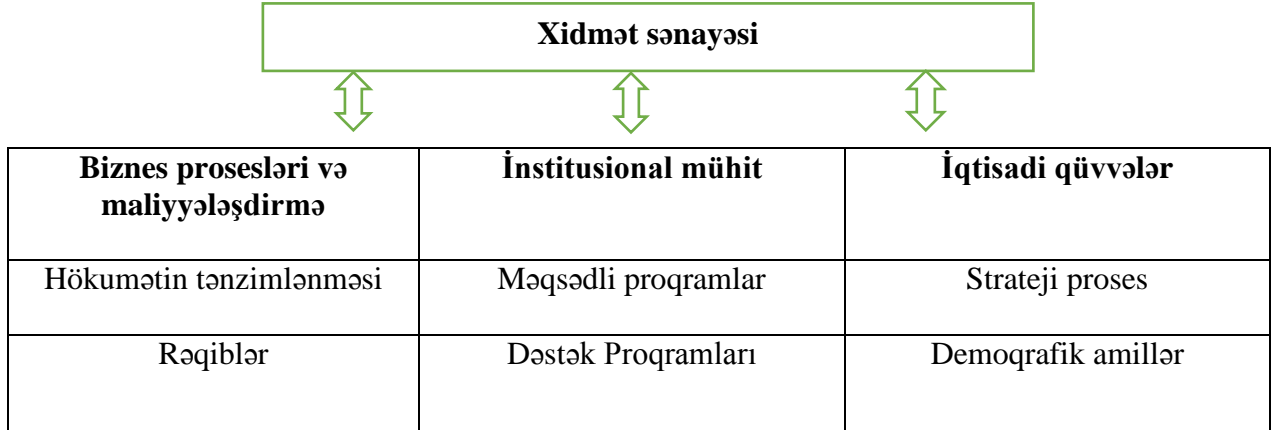 Xidmət sənayəsi
Biznes prosesləri və
maliyyələşdirmə
İnstitusional mühit
İqtisadi qüvvələr
Hökumətin tənzimlənməsi
Məqsədli proqramlar
Strateji proses
Rəqiblər
Dəstək Proqramları
Demoqrafik amillər